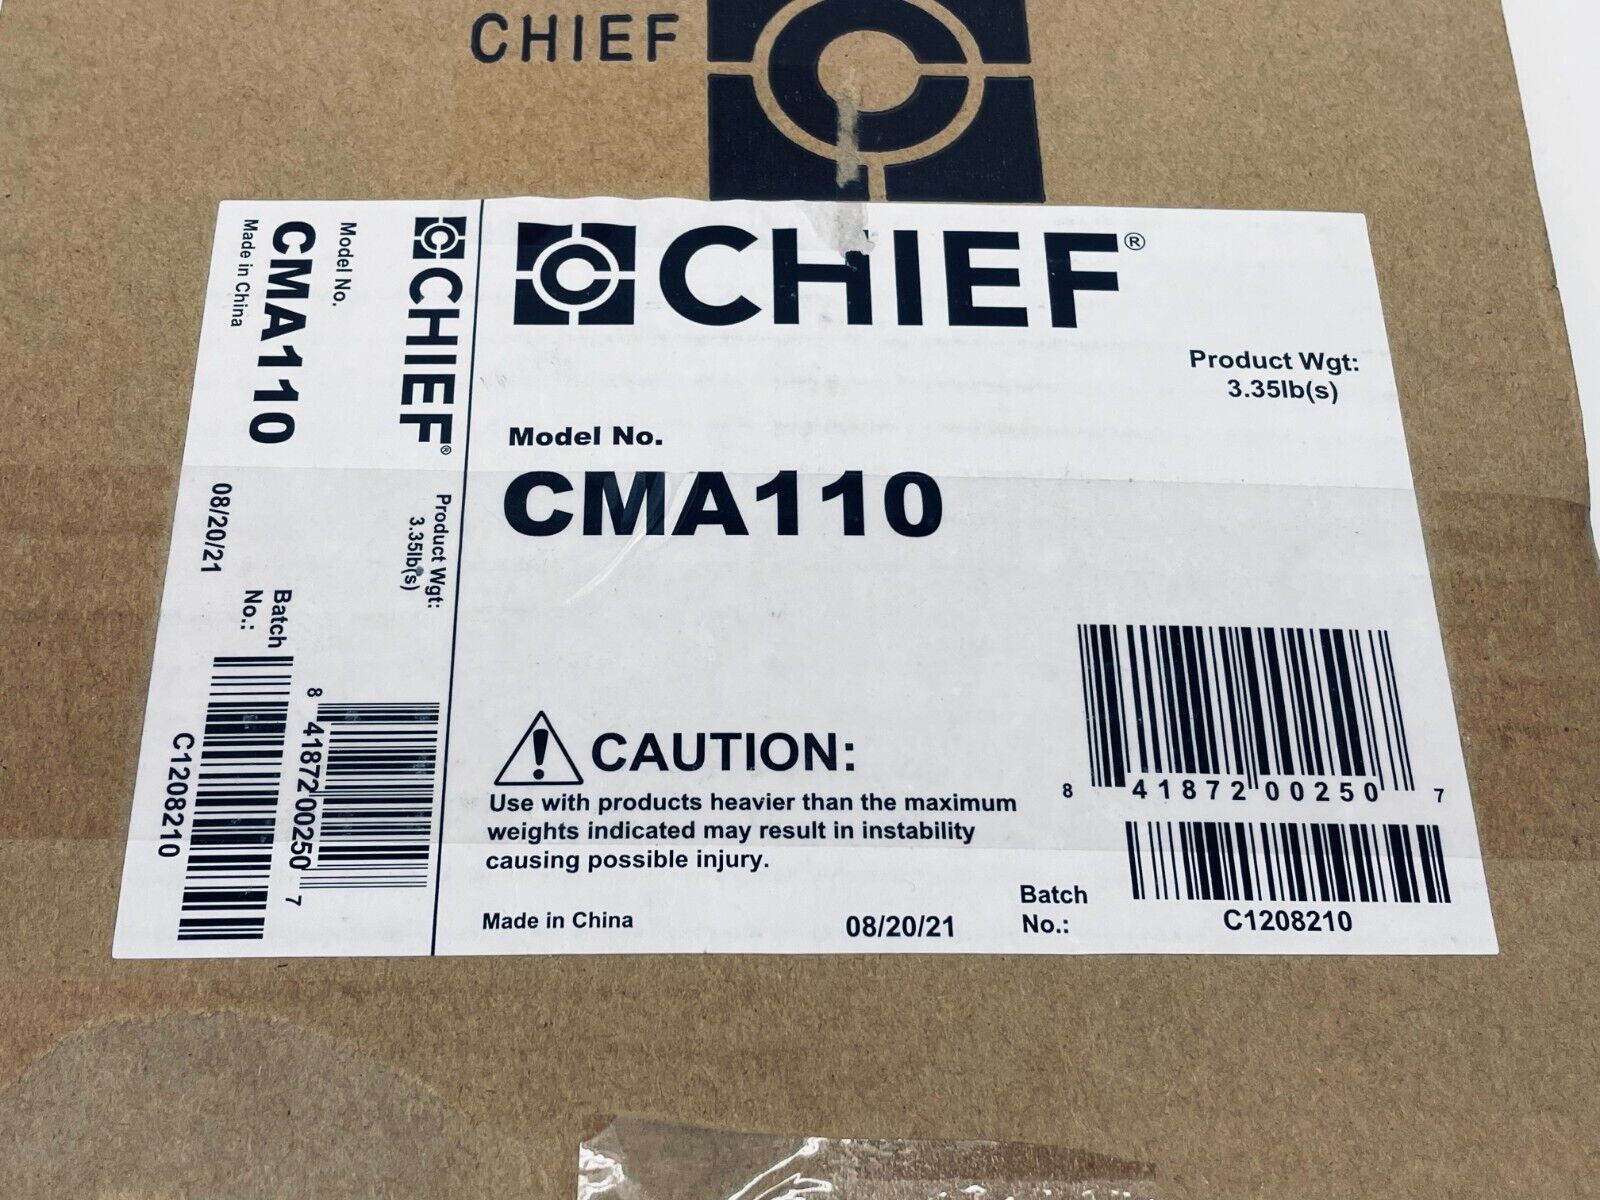 CHIEF
CHIEF®
Model No.
CMA110
Made in China
Product Wgt:
3.35lb(s)
08/20/21
Batch
No.:
8 41872 00250 7
C1208210
CHIEF®
Product Wgt:
3.35lb(s)
Model No.
CMA110
CAUTION:
Use with products heavier than the maximum
weights indicated may result in instability
causing possible injury.
8 41872 00250 7
Made in China
08/20/21
Batch
No.:
C1208210